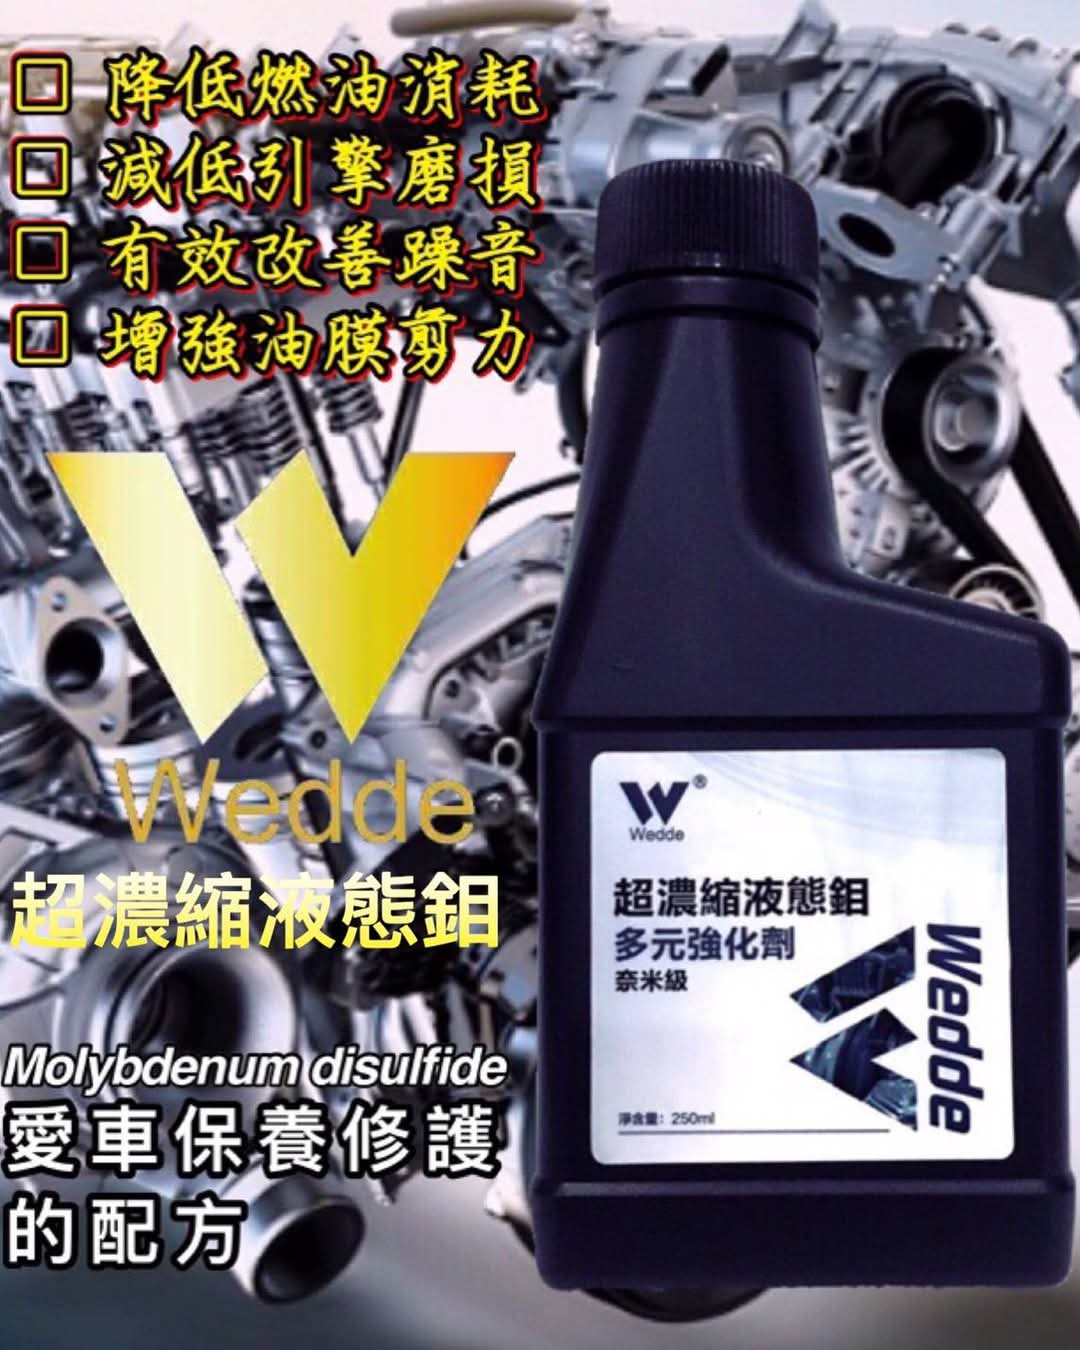 降低燃油消耗
減低引擎磨損
有效改善躁音
增強油膜剪力
Wedde
超濃縮液態鉬
Molybdenum disulfide
愛車保養修護
的配方
W®
Wedde
超濃縮液態鉬
多元強化劑
奈米級
Wedde
淨含量：250ml